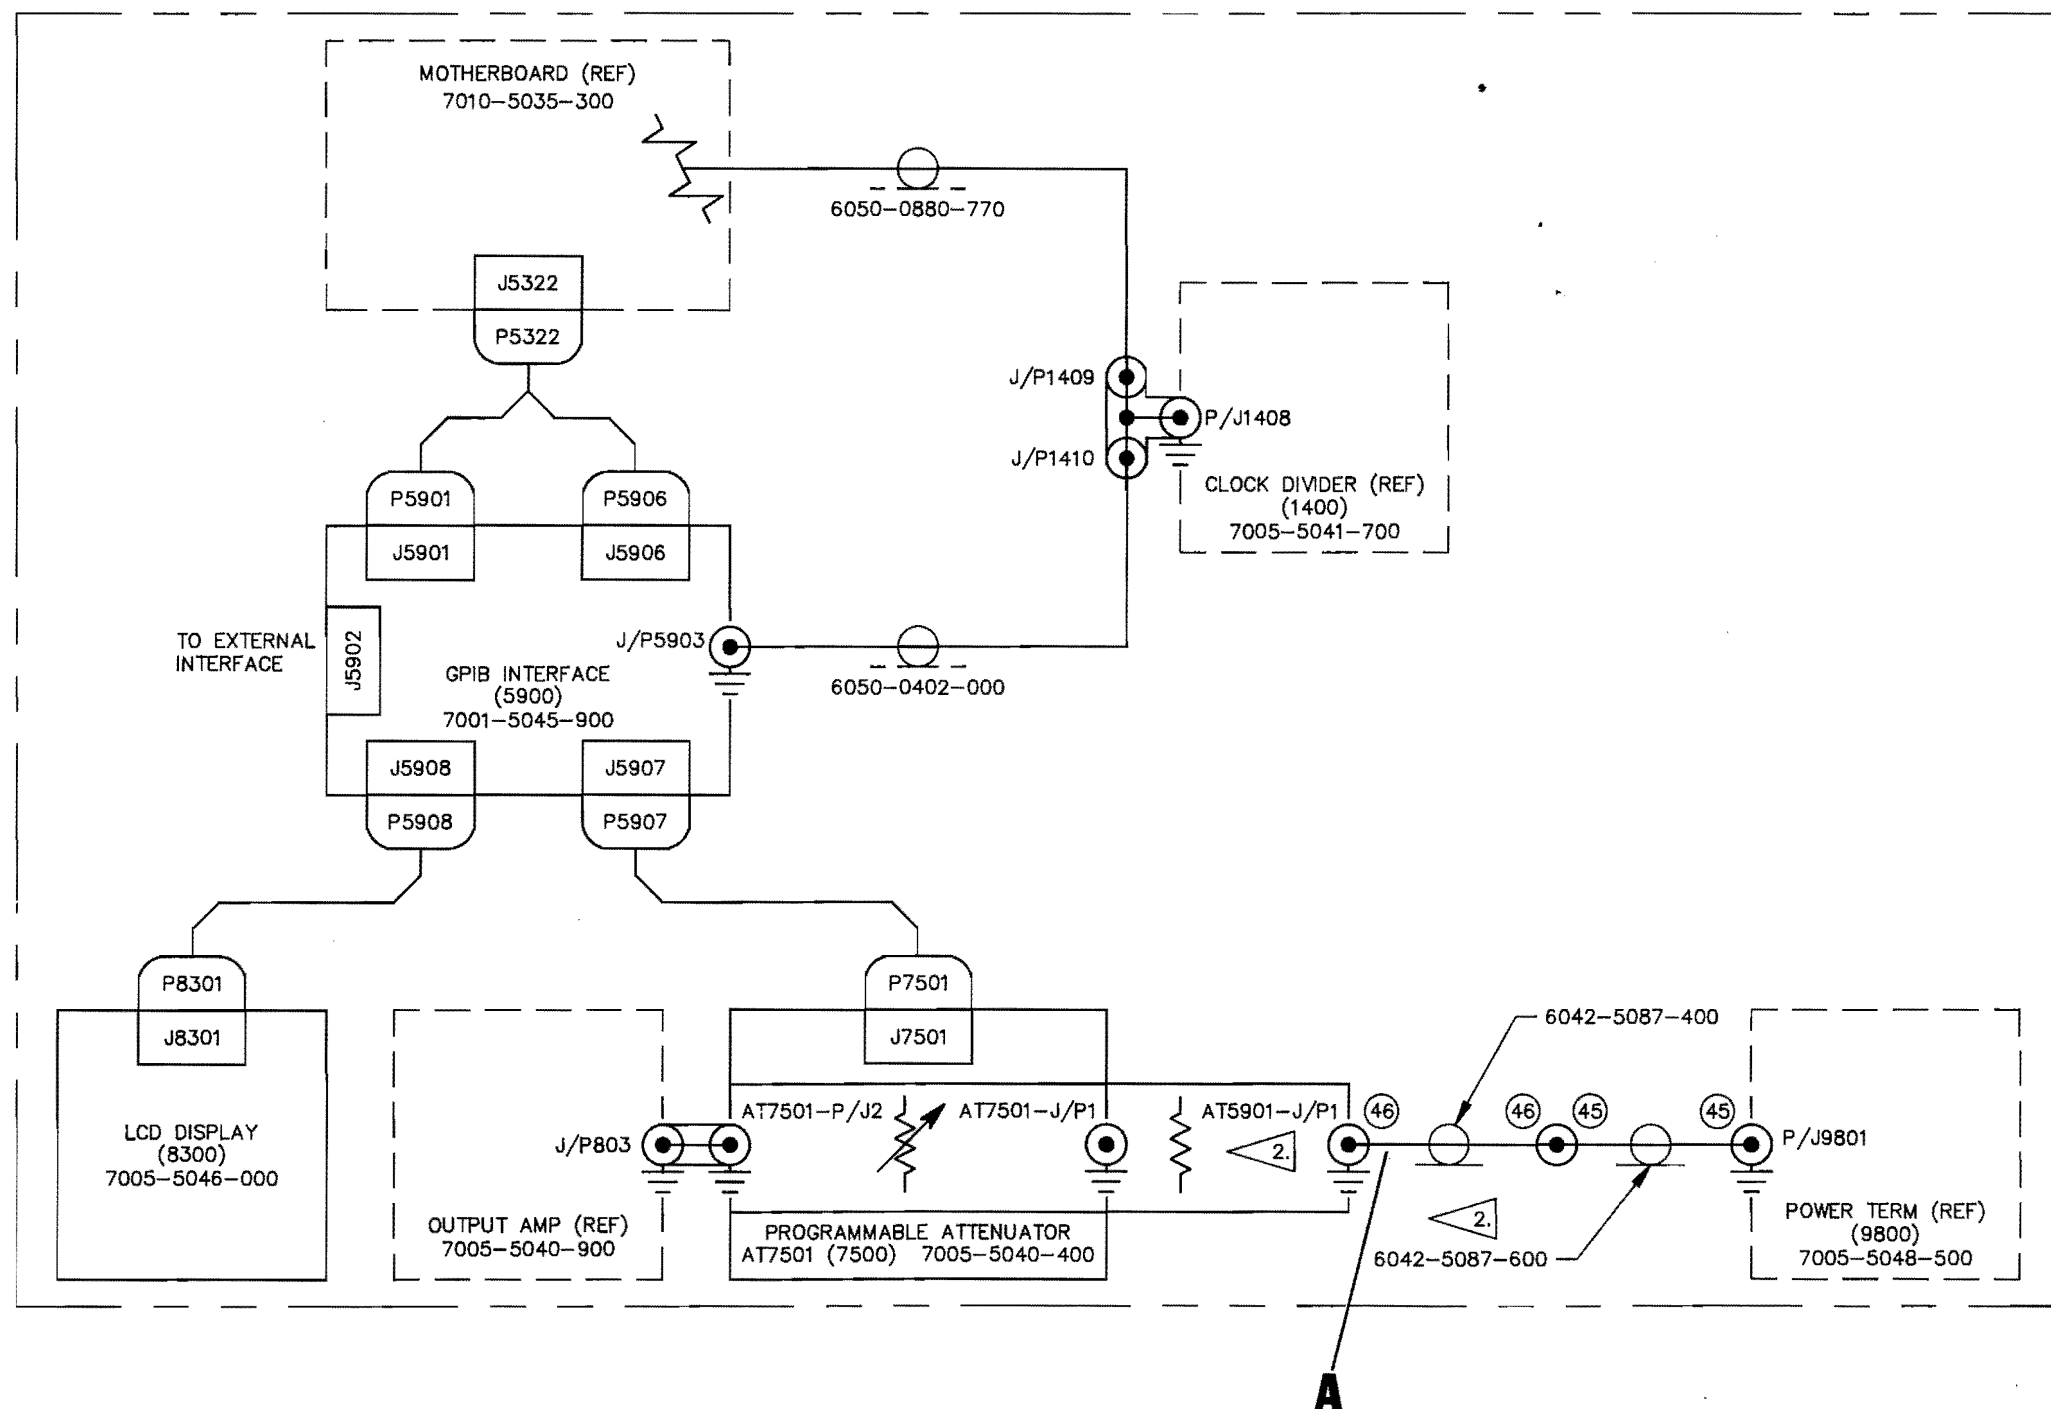 MOTHERBOARD (REF)
7010-5035-300
6050-0880-770
J5322
P5322
J/P1409
P/J1408
J/P1410
CLOCK DIVIDER (REF)
(1400)
7005-5041-700
P5901
P5906
J5901
J5906
TO EXTERNAL
INTERFACE
J5902
J/P5903
GPIB INTERFACE
(5900)
7001-5045-900
6050-0402-000
J5908
J5907
P5908
P5907
P8301
J8301
LCD DISPLAY
(8300)
7005-5046-000
P7501
J7501
J/P803
OUTPUT AMP (REF)
7005-5040-900
AT7501-P/J2
AT7501-J/P1
AT5901-J/P1
2.
PROGRAMMABLE ATTENUATOR
AT7501 (7500) 7005-5040-400
46
46
45
45
6042-5087-400
2.
6042-5087-600
P/J9801
POWER TERM (REF)
(9800)
7005-5048-500
A